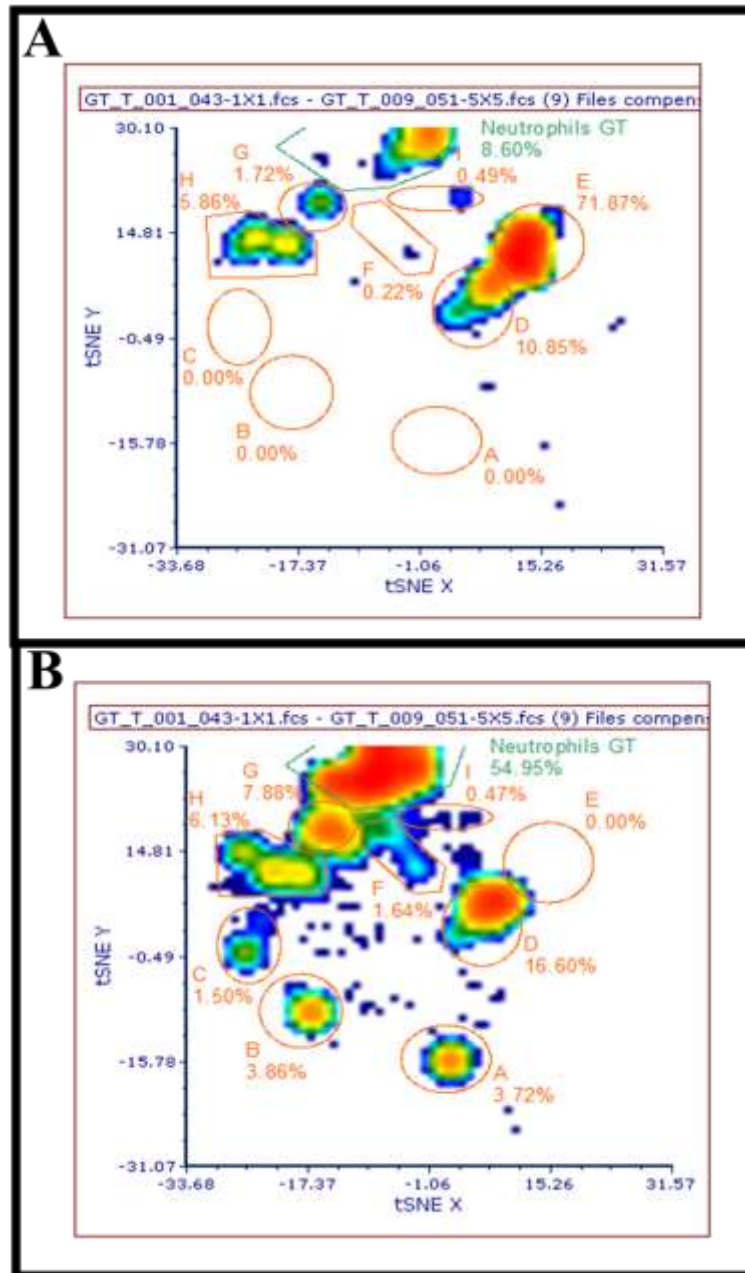 A
GT_T_001_043-1X1.fcs - GT_T_009_051-5X5.fcs (9) Files compen
30.10
Neutrophils GT
8.60%
G
1.72%
I
0.49%
H
5.86%
E
71.87%
14.81
F
0.22%
-0.49
D
10.85%
C
0.00%
B
0.00%
-15.78
A
0.00%
-31.07
-33.68 -17.37 -1.06 15.26 31.57
tSNE X
tSNE Y
B
GT_T_001_043-1X1.fcs - GT_T_009_051-5X5.fcs (9) Files compen
30.10
Neutrophils GT
54.95%
G
7.88%
I
0.47%
H
6.13%
E
0.00%
14.81
F
1.64%
-0.49
D
16.60%
C
1.50%
B
3.86%
-15.78
A
3.72%
-31.07
-33.68 -17.37 -1.06 15.26 31.57
tSNE X
tSNE Y